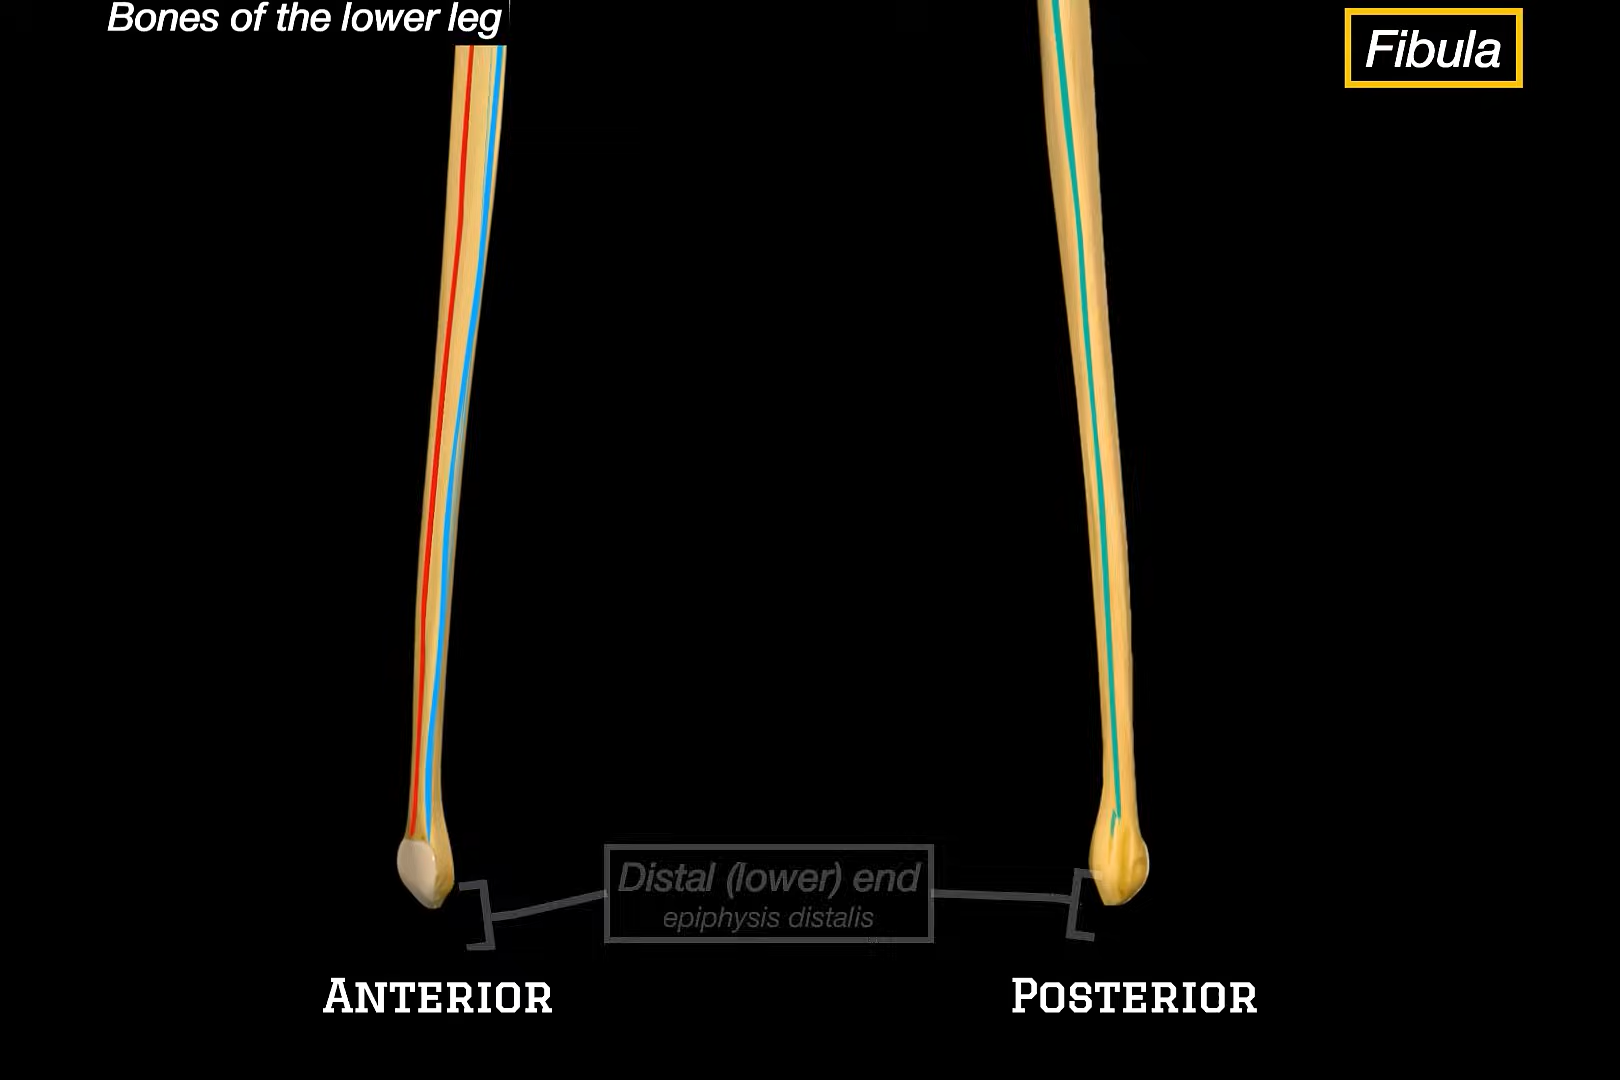 Bones of the lower leg
Fibula
Distal (lower) end
epiphysis distalis
Anterior
Posterior